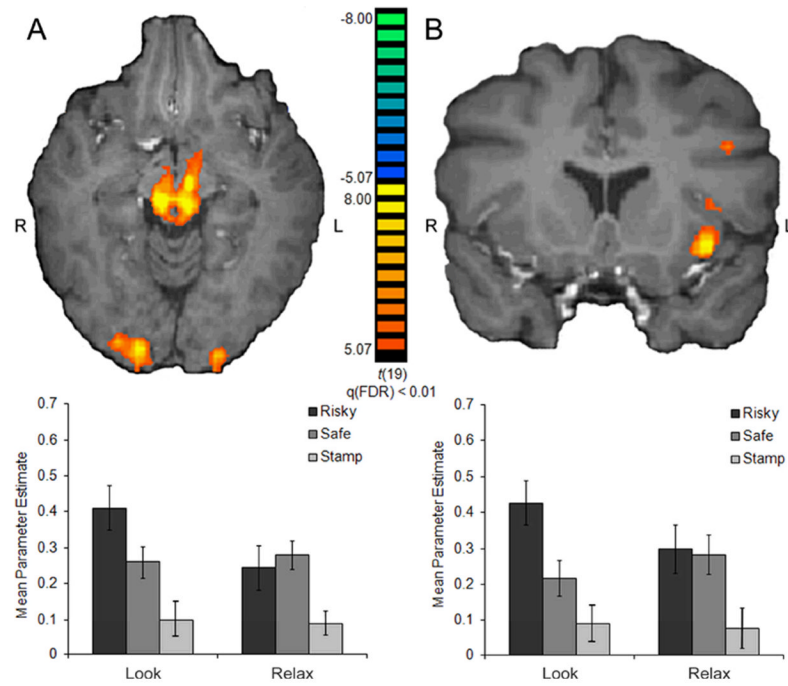 A
B
-8.00
-5.07
8.00
5.07
t(19)
q(FDR) < 0.01
R
L
R
L
Mean Parameter Estimate
0.7
0.6
0.5
0.4
0.3
0.2
0.1
0
Risky
Safe
Stamp
Look
Relax
Mean Parameter Estimate
0.7
0.6
0.5
0.4
0.3
0.2
0.1
0
Risky
Safe
Stamp
Look
Relax